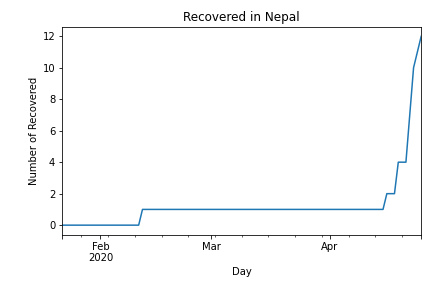 Recovered in Nepal
12
10
8
6
4
2
0
Number of Recovered
Feb
2020
Mar
Apr
Day